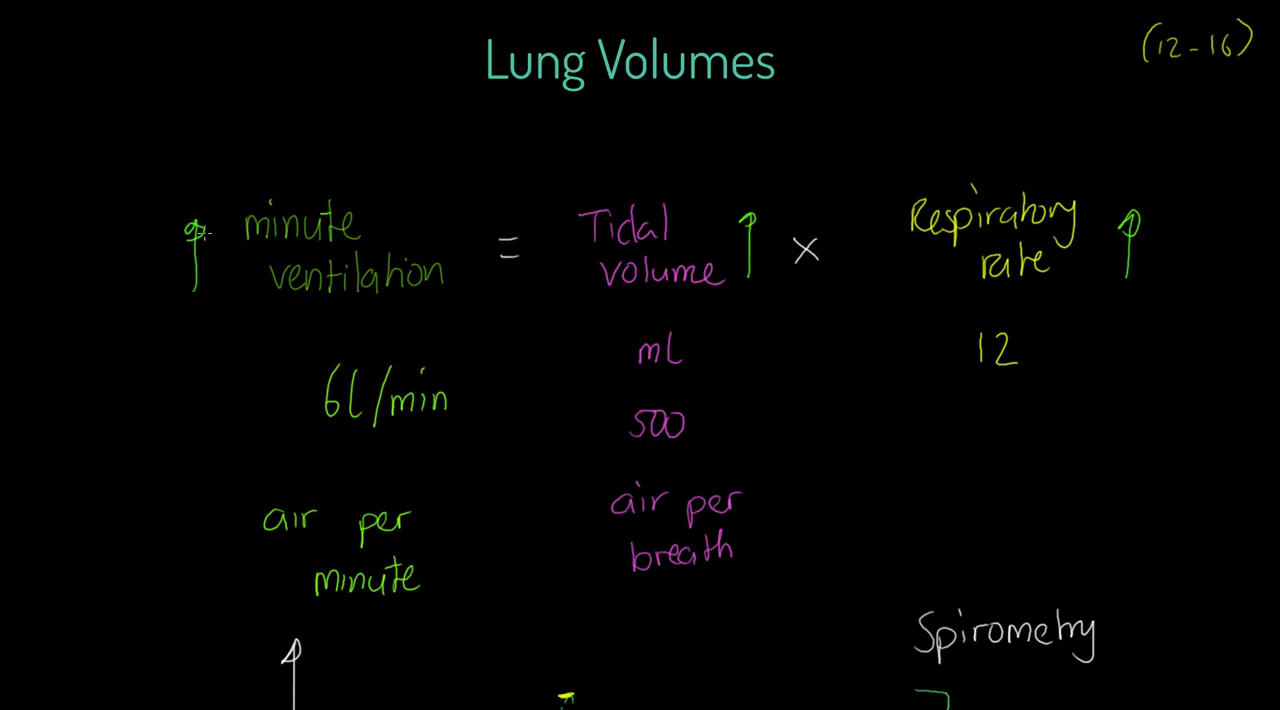 Lung Volumes
(12-16)
minute
ventilation
=
Tidal
volume
×
Respiratory
rate
6L/min
mL
500
12
air per
minute
air per
breath
Spirometry